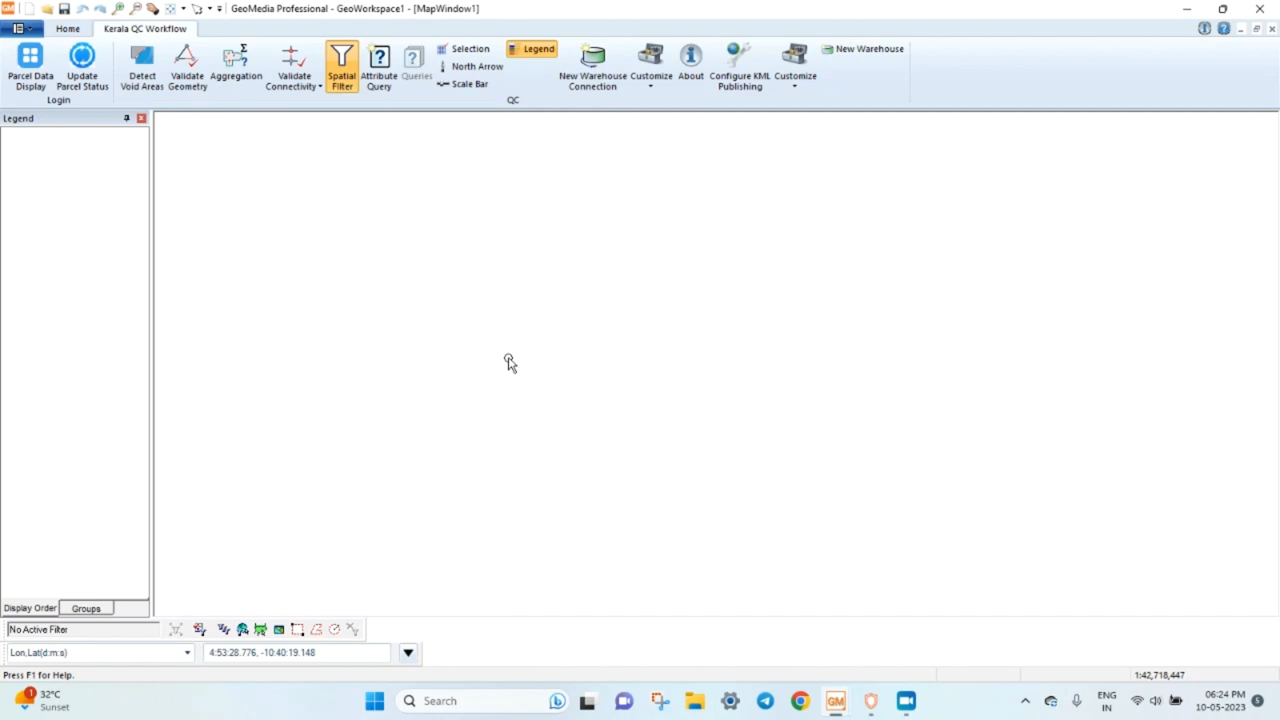 GM GeoMedia Professional - GeoWorkspace1 - [MapWindow1]
Home Kerala QC Workflow
Parcel Data Display
Update Parcel Status
Login
Detect Void Areas
Validate Geometry
Aggregation
Validate Connectivity
Spatial Filter
Attribute Query
Queries
Selection
North Arrow
Scale Bar
Legend
New Warehouse Connection
Customize
About
Configure KML Publishing
Customize
New Warehouse
QC
Legend
Display Order Groups
No Active Filter
Lon,Lat(d:m:s) 4:53:28.776, -10:40:19.148
Press F1 for Help. 1:42,718,447
1 32°C
Sunset
Search
GM
ENG
IN
06:24 PM
10-05-2023
5